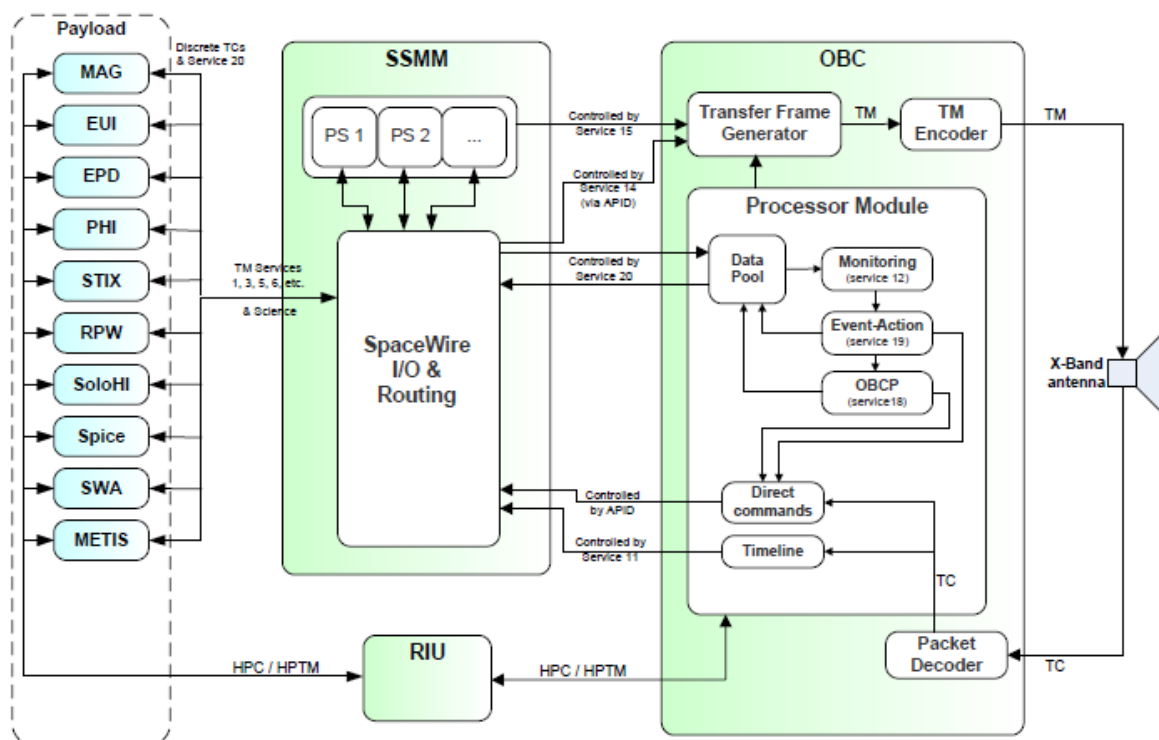 Payload
MAG
EUI
EPD
PHI
STIX
RPW
SoloHI
Spice
SWA
METIS
Discrete TCs
& Service 20
TM Services
1, 3, 5, 6, etc.
& Science
SSMM
PS 1
PS 2
...
SpaceWire
I/O &
Routing
Controlled by
Service 15
Controlled by
Service 14
(via APID)
Controlled by
Service 20
Controlled
by APID
Controlled by
Service 11
OBC
Transfer Frame
Generator
TM
TM
Encoder
TM
Processor Module
Data
Pool
Monitoring
(service 12)
Event-Action
(service 19)
OBCP
(service18)
Direct
commands
Timeline
TC
Packet
Decoder
TC
X-Band
antenna
RIU
HPC / HPTM
HPC / HPTM